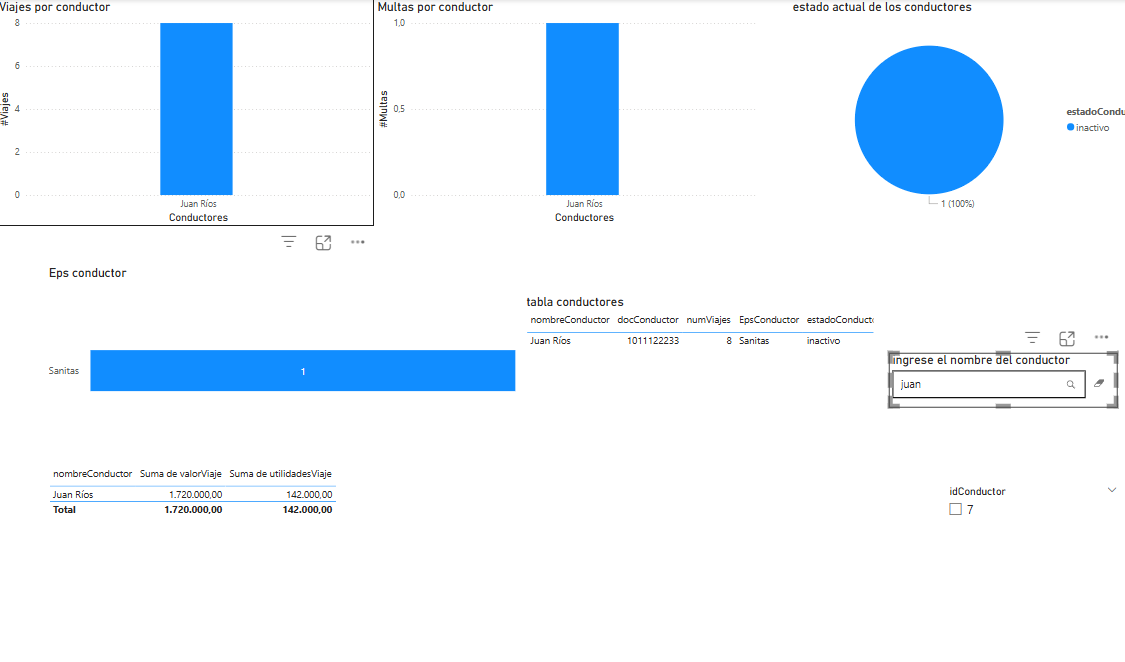 Viajes por conductor
8
6
4
2
0
#Viajes
Juan Ríos
Conductores
Multas por conductor
1,0
0,5
0,0
#Multas
Juan Ríos
Conductores
estado actual de los conductores
1 (100%)
estadoCondu
inactivo
Eps conductor
Sanitas
1
tabla conductores
nombreConductor docConductor numViajes EpsConductor estadoConducto
Juan Ríos 1011122233 8 Sanitas inactivo
ingrese el nombre del conductor
juan
nombreConductor Suma de valorViaje Suma de utilidadesViaje
Juan Ríos 1.720.000,00 142.000,00
Total 1.720.000,00 142.000,00
idConductor
7